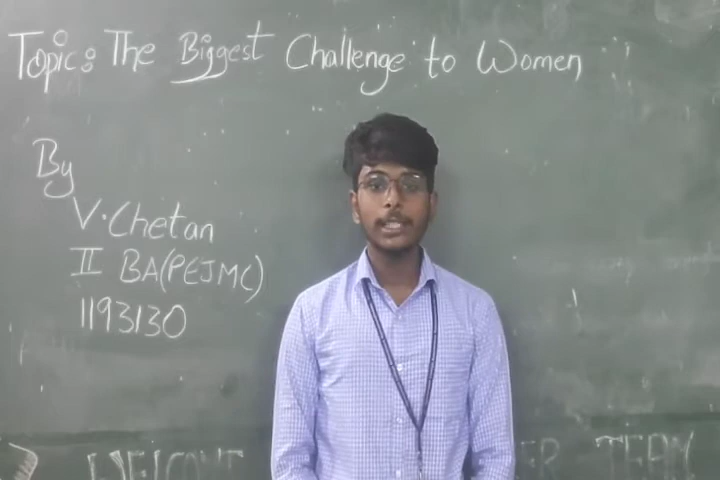 Topic: The Biggest Challenge to Women
By
V. Chetan
II BA(PEJMC)
1193130